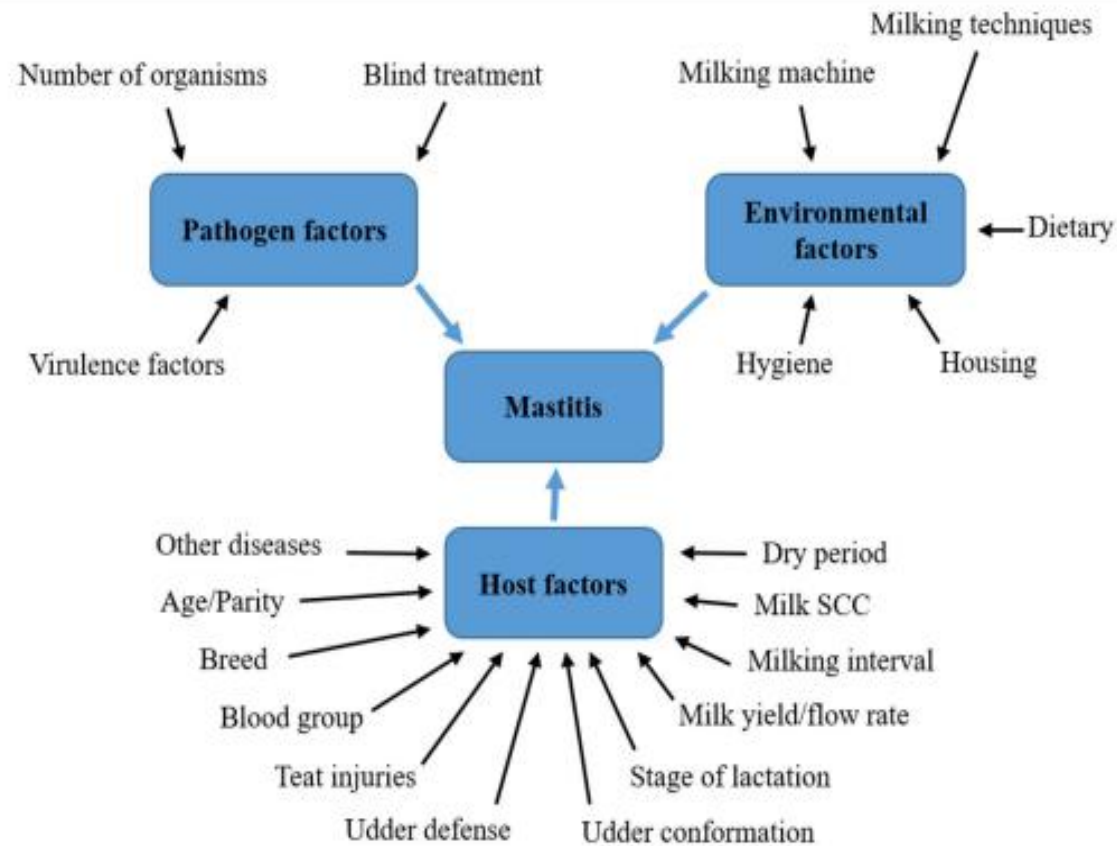 Milking techniques
Number of organisms
Blind treatment
Milking machine
Pathogen factors
Environmental
factors
Dietary
Virulence factors
Hygiene
Housing
Mastitis
Other diseases
Dry period
Host factors
Age/Parity
Milk SCC
Breed
Milking interval
Blood group
Milk yield/flow rate
Teat injuries
Stage of lactation
Udder defense
Udder conformation